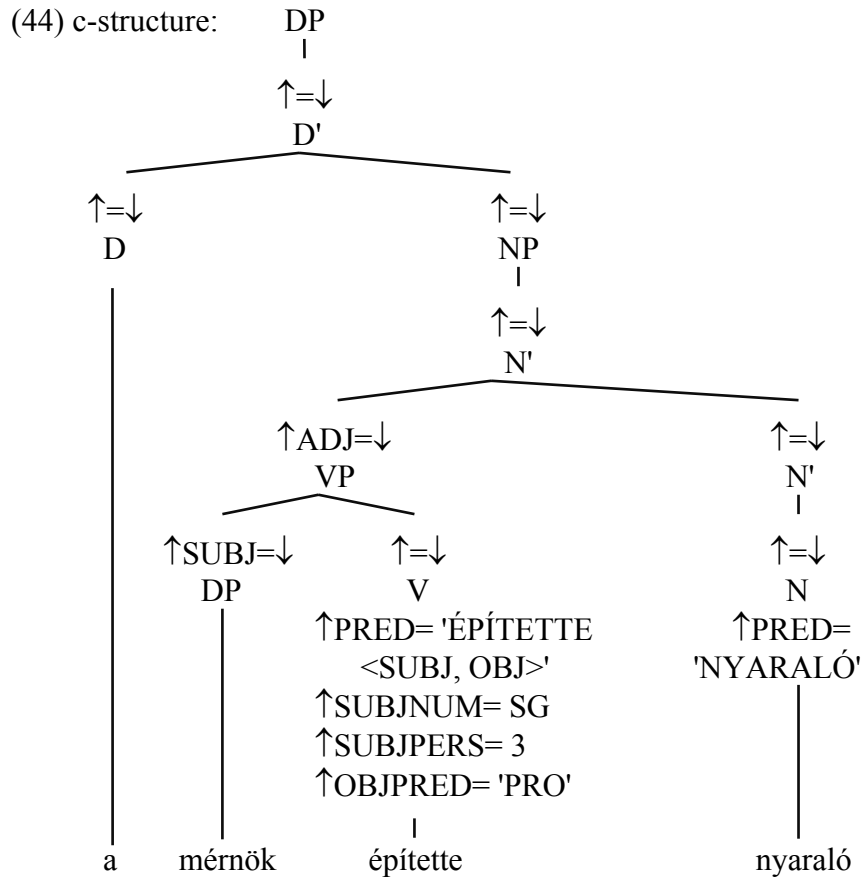 (44) c-structure: DP
↑=↓
D'
↑=↓ ↑=↓
D NP
↑=↓
N'
↑ADJ=↓ ↑=↓
VP N'
↑SUBJ=↓ ↑=↓ ↑=↓
DP V N
↑PRED= 'ÉPÍTETTE ↑PRED=
<SUBJ, OBJ>' 'NYARALÓ'
↑SUBJNUM= SG
↑SUBJPERS= 3
↑OBJPRED= 'PRO'
a mérnök építette nyaraló